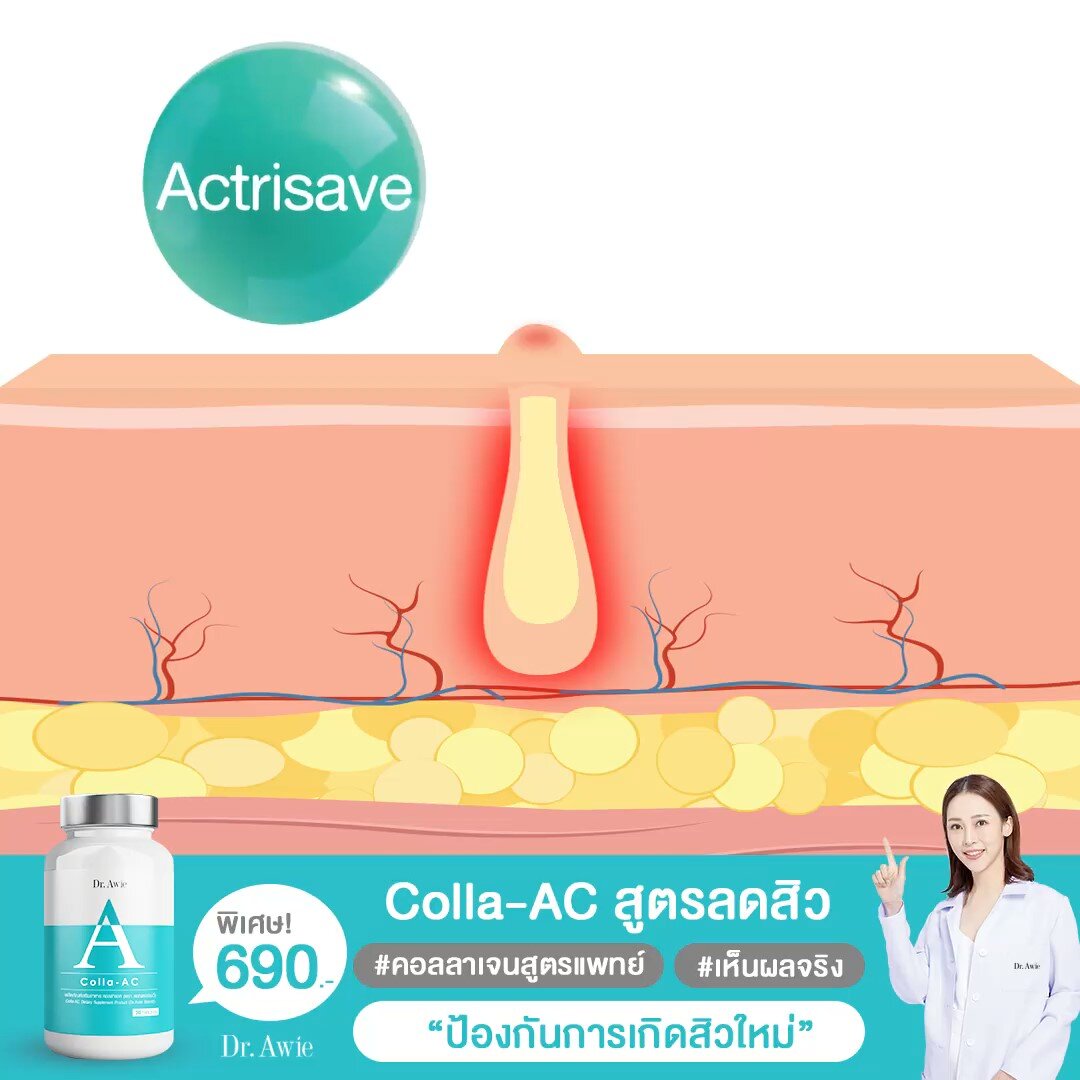 Actrisave
Dr. Awie
A
Colla-AC
พิเศษ!
690.-
Dr. Awie
Colla-AC สูตรลดสิว
#คอลลาเจนสูตรแพทย์
#เห็นผลจริง
“ป้องกันการเกิดสิวใหม่”
Dr. Awie